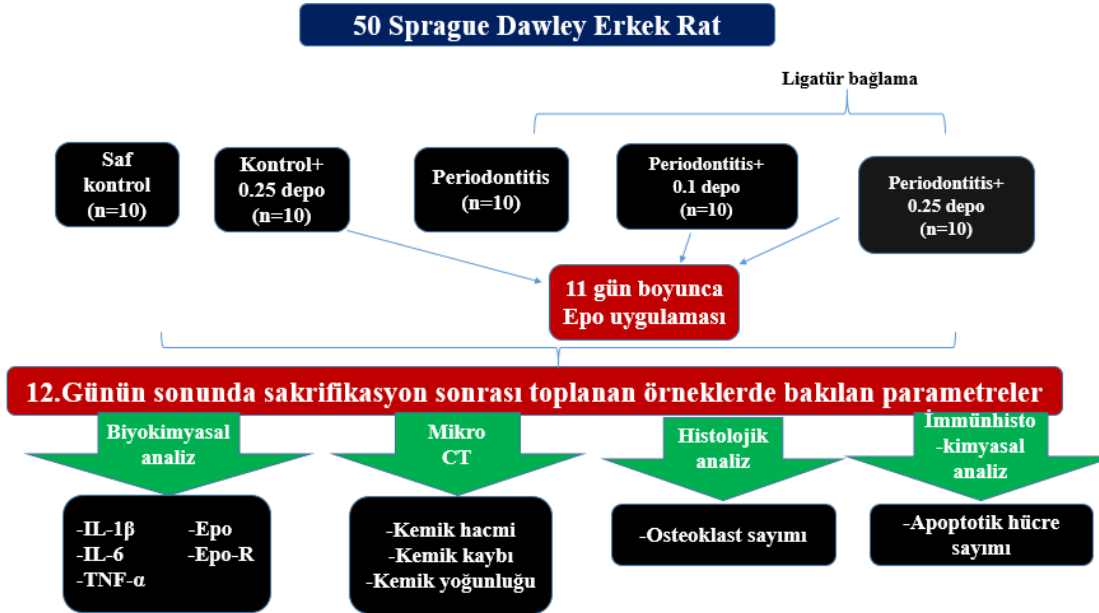 50 Sprague Dawley Erkek Rat
Ligatür bağlama
Saf
kontrol
(n=10)
Kontrol+
0.25 depo
(n=10)
Periodontitis
(n=10)
Periodontitis+
0.1 depo
(n=10)
Periodontitis+
0.25 depo
(n=10)
11 gün boyunca
Epo uygulaması
12.Günün sonunda sakrifikasyon sonrası toplanan örneklerde bakılan parametreler
Biyokimyasal
analiz
Mikro
CT
Histolojik
analiz
İmmünhisto
-kimyasal
analiz
-IL-1β -Epo
-IL-6 -Epo-R
-TNF-α
-Kemik hacmi
-Kemik kaybı
-Kemik yoğunluğu
-Osteoklast sayımı
-Apoptotik hücre
sayımı